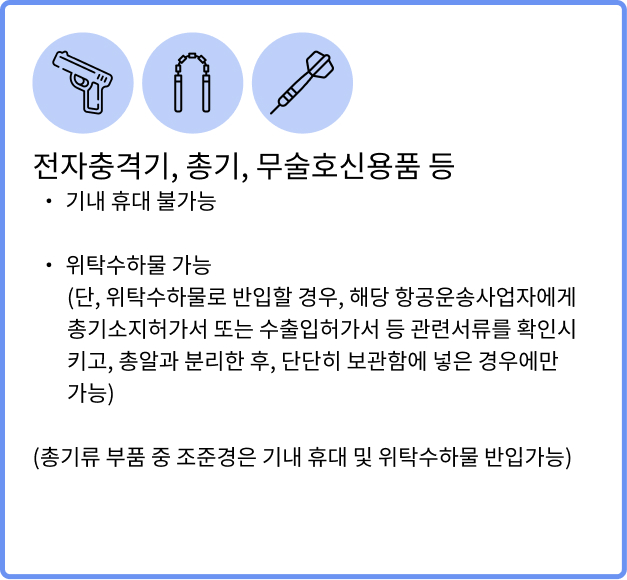 전자충격기, 총기, 무술호신용품 등
• 기내 휴대 불가능
• 위탁수하물 가능
(단, 위탁수하물로 반입할 경우, 해당 항공운송사업자에게
총기소지허가서 또는 수출입허가서 등 관련서류를 확인시
키고, 총알과 분리한 후, 단단히 보관함에 넣은 경우에만
가능)
(총기류 부품 중 조준경은 기내 휴대 및 위탁수하물 반입가능)